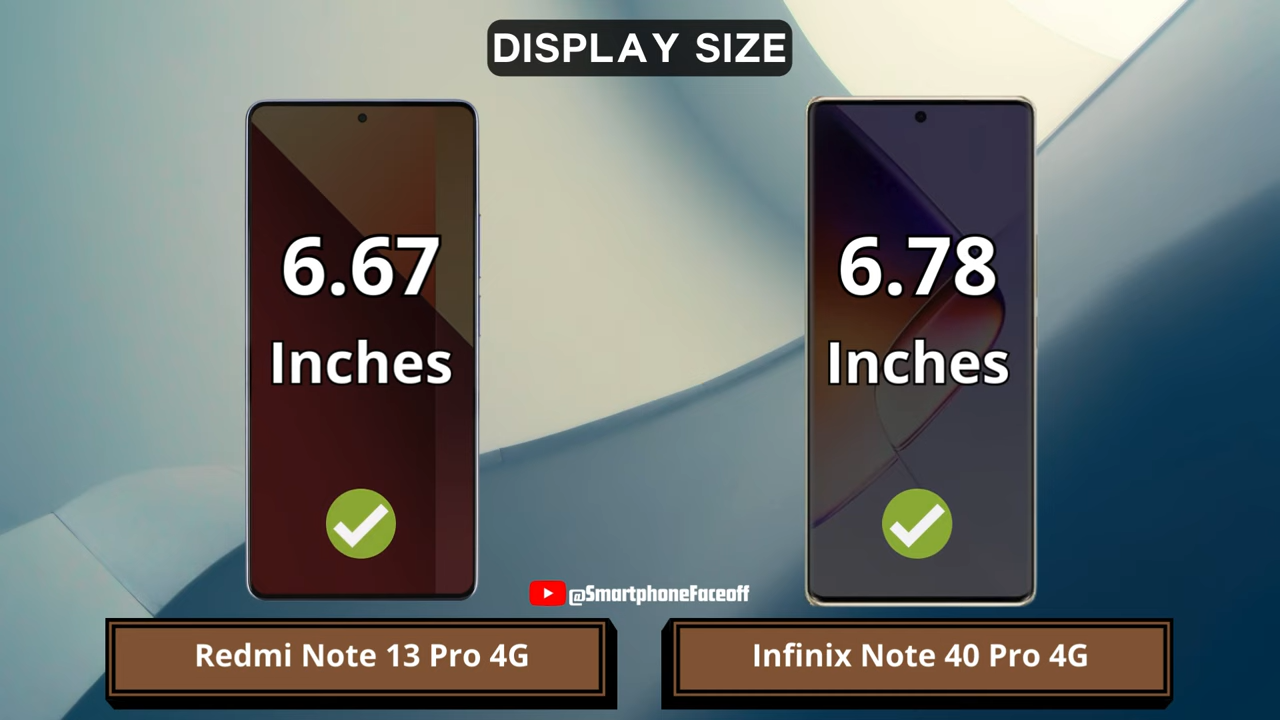 DISPLAY SIZE
6.67
Inches
6.78
Inches
@SmartphoneFaceoff
Redmi Note 13 Pro 4G
Infinix Note 40 Pro 4G